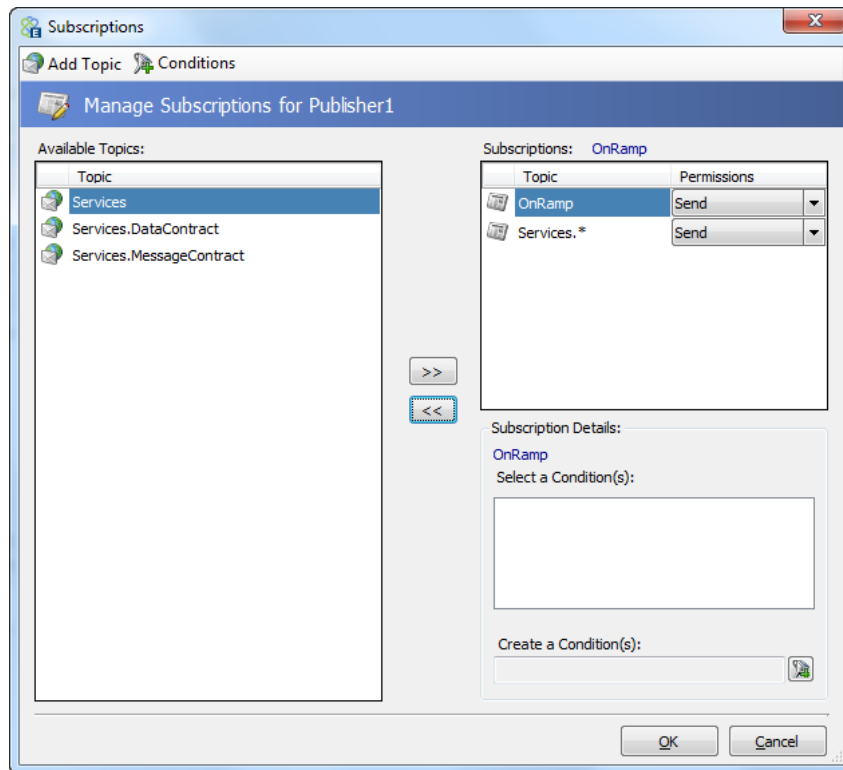 Subscriptions
Add Topic Conditions
Manage Subscriptions for Publisher1
Available Topics:
Topic
Services
Services.DataContract
Services.MessageContract
>>
<<
Subscriptions: OnRamp
Topic Permissions
OnRamp Send
Services.* Send
Subscription Details:
OnRamp
Select a Condition(s):
Create a Condition(s):
OK Cancel